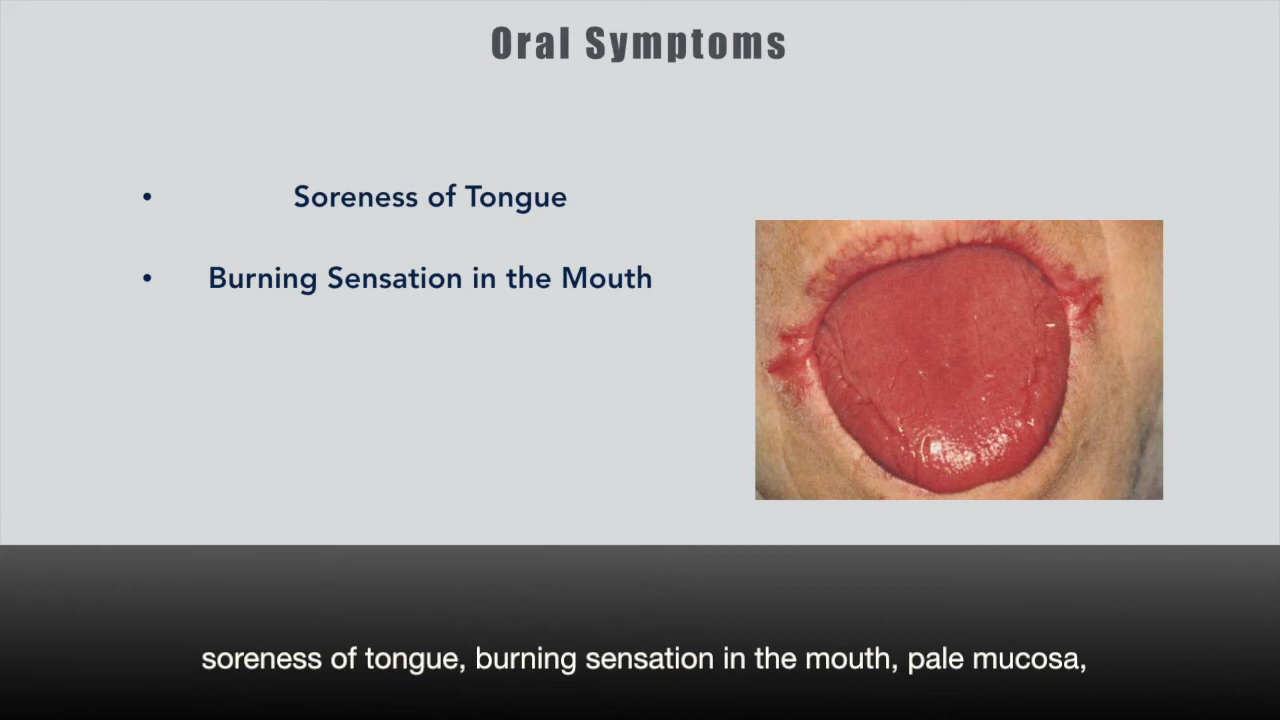 Oral Symptoms
• Soreness of Tongue
• Burning Sensation in the Mouth
soreness of tongue, burning sensation in the mouth, pale mucosa,